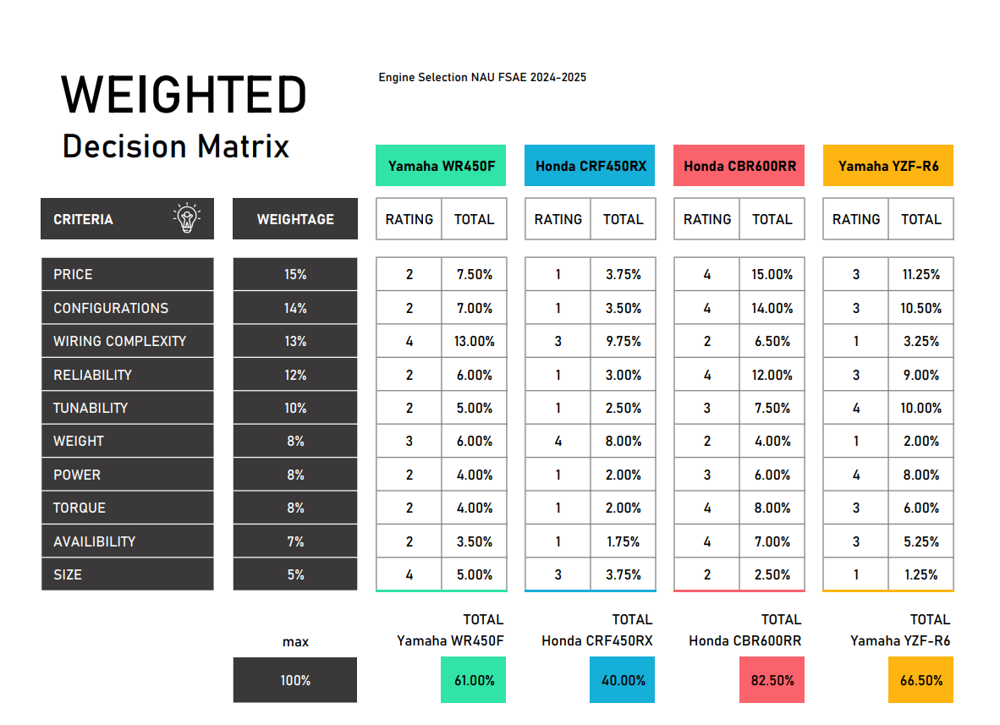 WEIGHTED
Decision Matrix
Engine Selection NAU FSAE 2024-2025
Yamaha WR450F Honda CRF450RX Honda CBR600RR Yamaha YZF-R6
CRITERIA WEIGHTAGE RATING TOTAL RATING TOTAL RATING TOTAL RATING TOTAL
PRICE 15% 2 7.50% 1 3.75% 4 15.00% 3 11.25%
CONFIGURATIONS 14% 2 7.00% 1 3.50% 4 14.00% 3 10.50%
WIRING COMPLEXITY 13% 4 13.00% 3 9.75% 2 6.50% 1 3.25%
RELIABILITY 12% 2 6.00% 1 3.00% 4 12.00% 3 9.00%
TUNABILITY 10% 2 5.00% 1 2.50% 3 7.50% 4 10.00%
WEIGHT 8% 3 6.00% 4 8.00% 2 4.00% 1 2.00%
POWER 8% 2 4.00% 1 2.00% 3 6.00% 4 8.00%
TORQUE 8% 2 4.00% 1 2.00% 4 8.00% 3 6.00%
AVAILIBILITY 7% 2 3.50% 1 1.75% 4 7.00% 3 5.25%
SIZE 5% 4 5.00% 3 3.75% 2 2.50% 1 1.25%
TOTAL TOTAL TOTAL TOTAL
max Yamaha WR450F Honda CRF450RX Honda CBR600RR Yamaha YZF-R6
100% 61.00% 40.00% 82.50% 66.50%